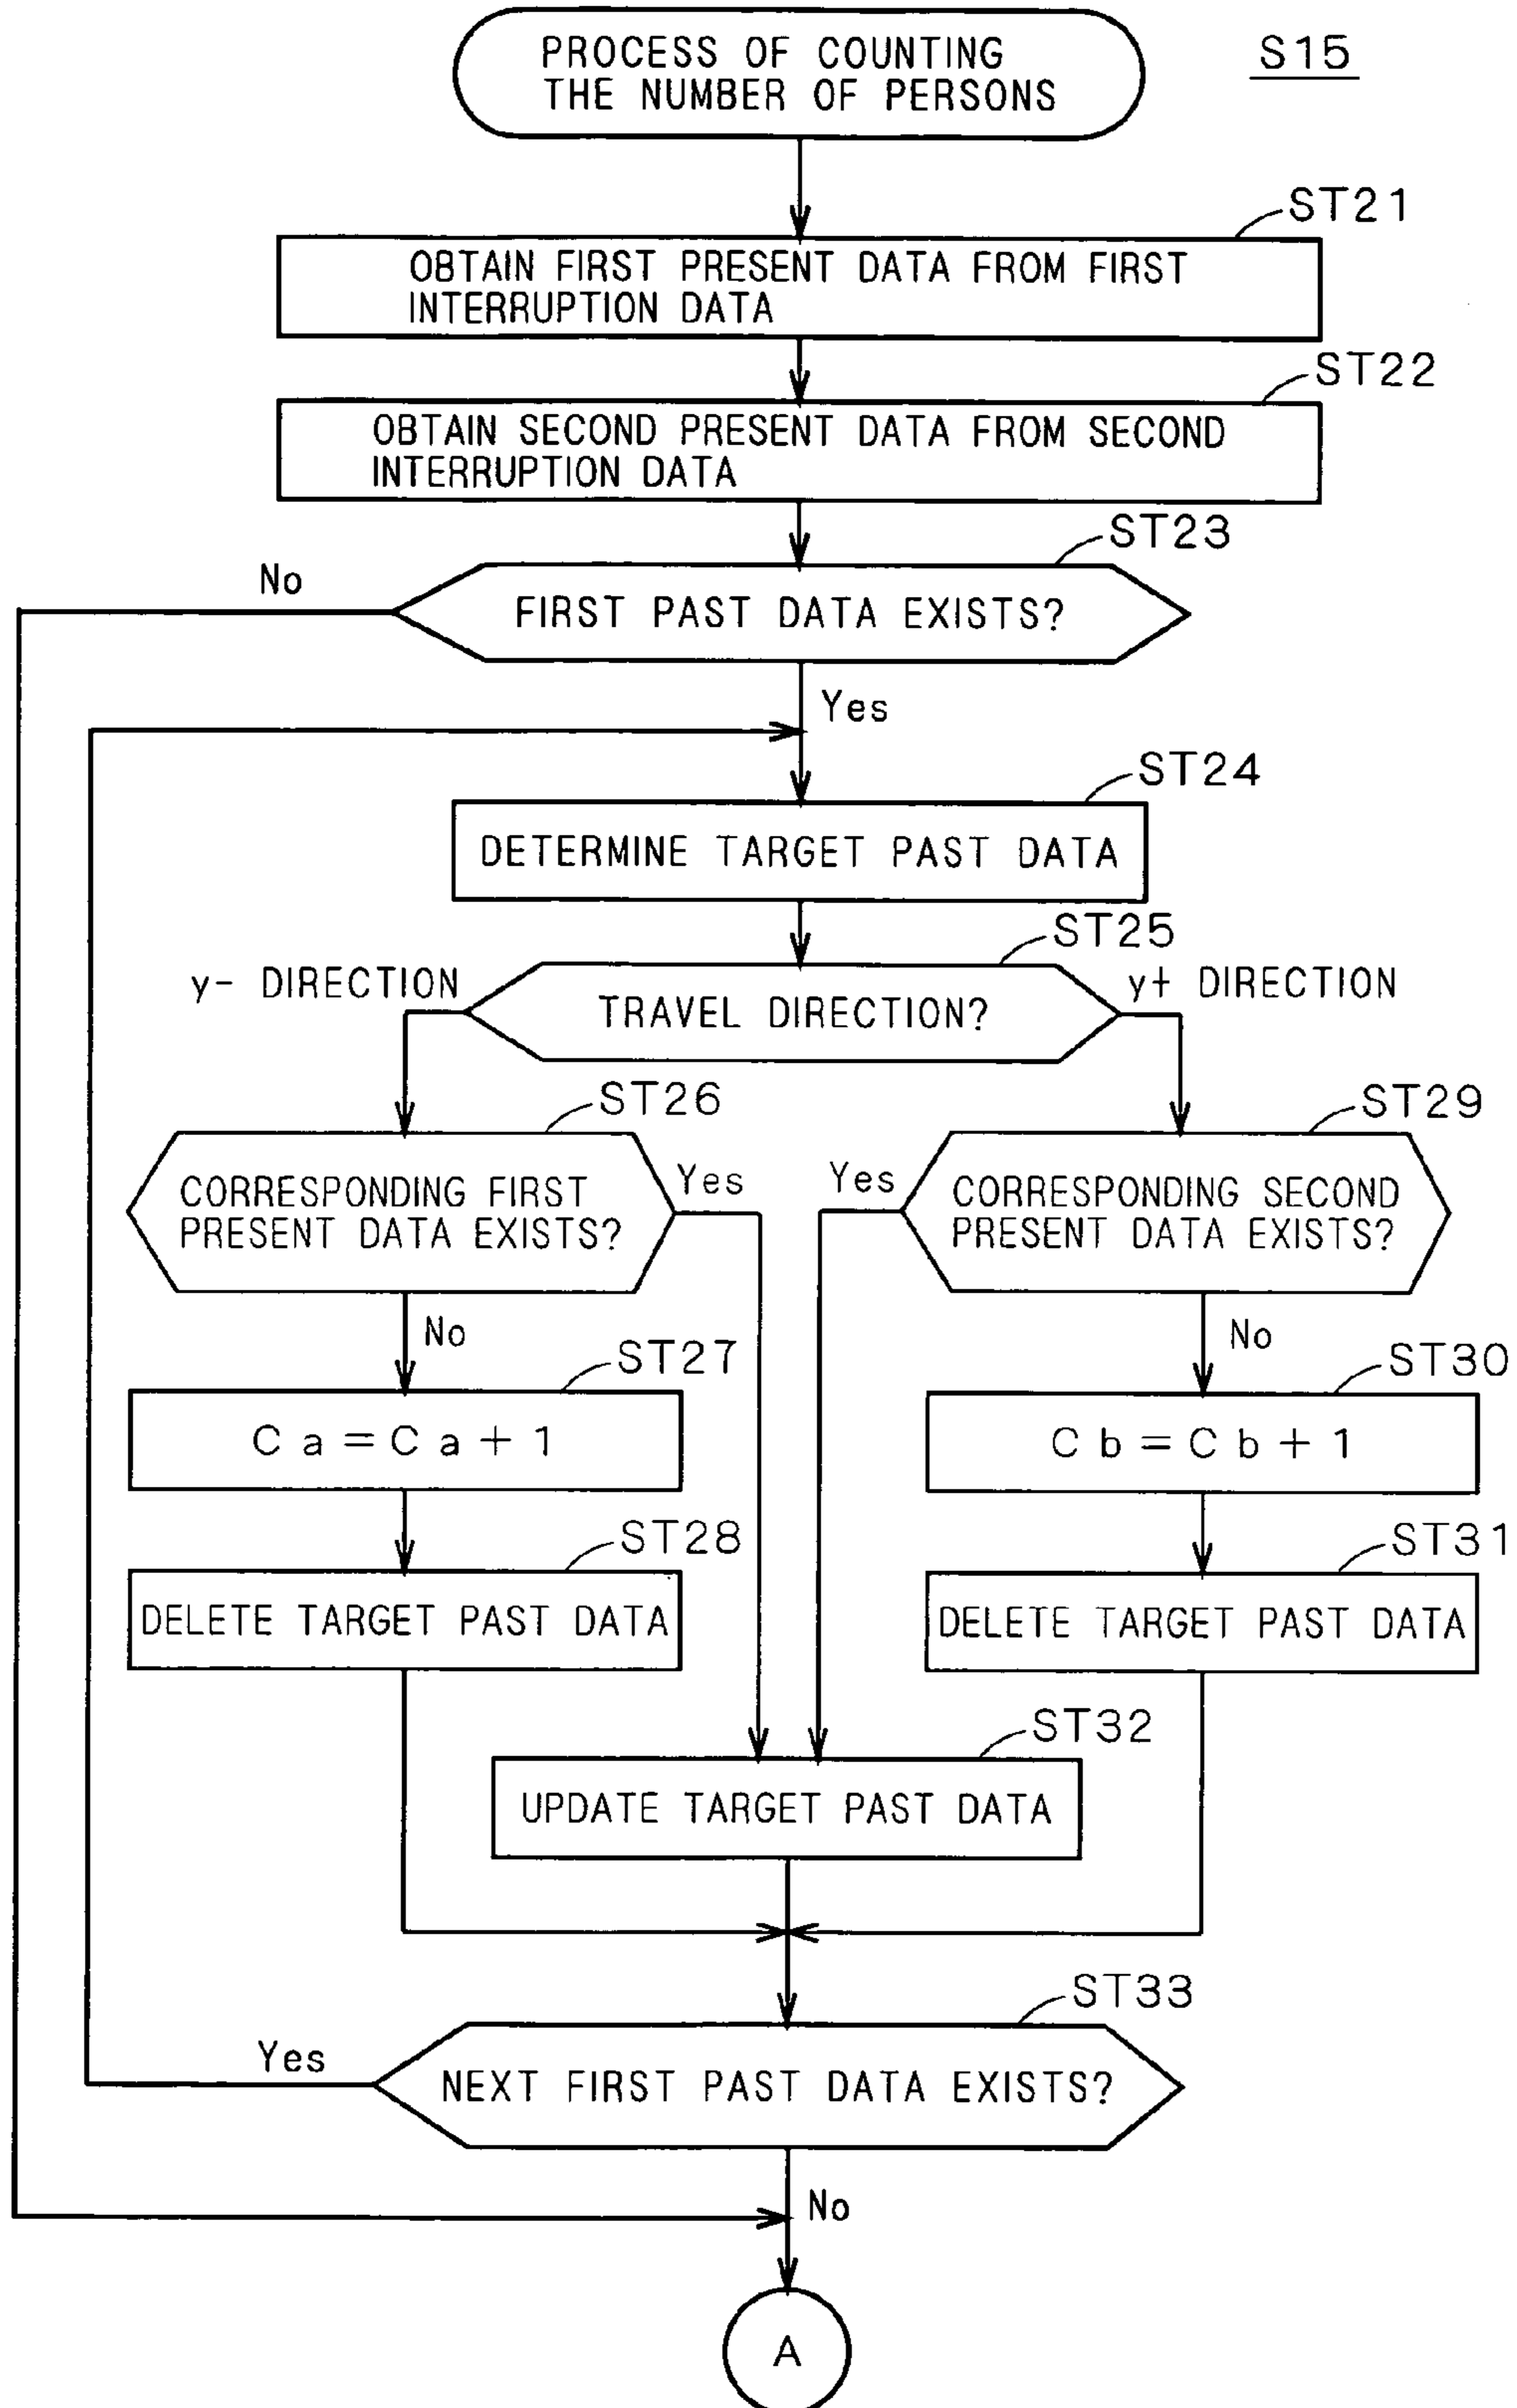 PROCESS OF COUNTING
THE NUMBER OF PERSONS
S15
ST21
OBTAIN FIRST PRESENT DATA FROM FIRST
INTERRUPTION DATA
ST22
OBTAIN SECOND PRESENT DATA FROM SECOND
INTERRUPTION DATA
ST23
No
FIRST PAST DATA EXISTS?
Yes
ST24
DETERMINE TARGET PAST DATA
ST25
y- DIRECTION
TRAVEL DIRECTION?
y+ DIRECTION
ST26
CORRESPONDING FIRST
PRESENT DATA EXISTS?
Yes
No
ST29
Yes
CORRESPONDING SECOND
PRESENT DATA EXISTS?
No
ST27
Ca=Ca+1
ST30
Cb=Cb+1
ST28
DELETE TARGET PAST DATA
ST31
DELETE TARGET PAST DATA
ST32
UPDATE TARGET PAST DATA
ST33
Yes
NEXT FIRST PAST DATA EXISTS?
No
A